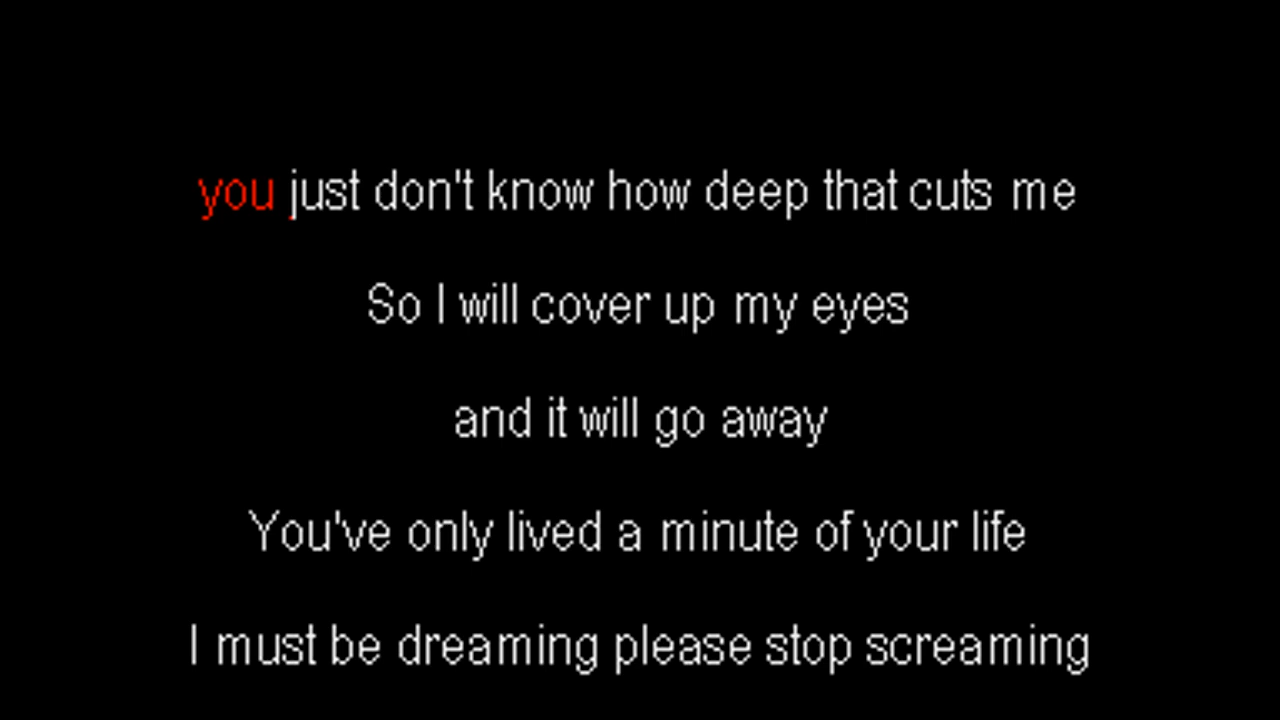 you just don't know how deep that cuts me
So I will cover up my eyes
and it will go away
You've only lived a minute of your life
I must be dreaming please stop screaming